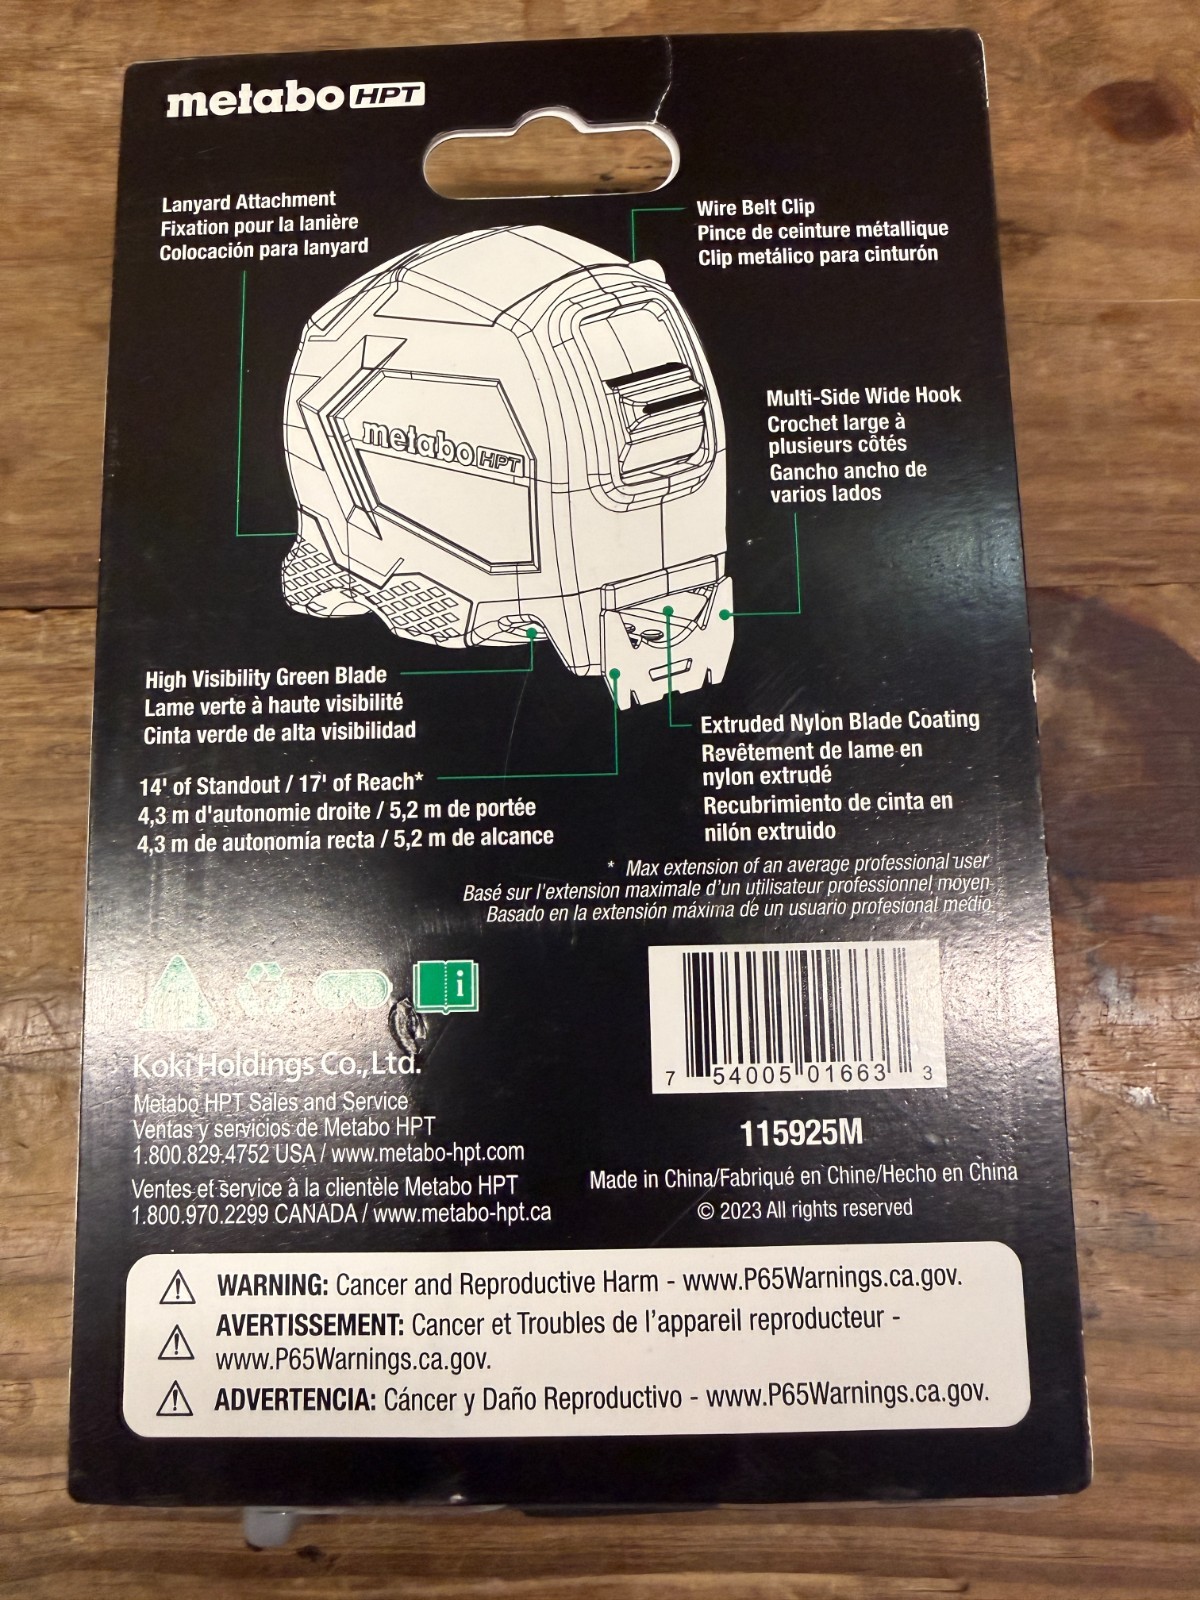 metabo HPT
Lanyard Attachment
Fixation pour la lanière
Colocación para lanyard
Wire Belt Clip
Pince de ceinture métallique
Clip metálico para cinturón
metabo HPT
Multi-Side Wide Hook
Crochet large à
plusieurs côtés
Gancho ancho de
varios lados
High Visibility Green Blade
Lame verte à haute visibilité
Cinta verde de alta visibilidad
14' of Standout / 17' of Reach*
4,3 m d'autonomie droite / 5,2 m de portée
4,3 m de autonomía recta / 5,2 m de alcance
Extruded Nylon Blade Coating
Revêtement de lame en
nylon extrudé
Recubrimiento de cinta en
nilón extruido
* Max extension of an average professional user
Basé sur l'extension maximale d'un utilisateur professionnel moyen
Basado en la extensión máxima de un usuario profesional medio
i
Koki Holdings Co.,Ltd.
Metabo HPT Sales and Service
Ventas y servicios de Metabo HPT
1.800.829.4752 USA / www.metabo-hpt.com
Ventes et service à la clientèle Metabo HPT
1.800.970.2299 CANADA / www.metabo-hpt.ca
7 54005 01663 3
115925M
Made in China/Fabriqué en Chine/Hecho en China
© 2023 All rights reserved
WARNING: Cancer and Reproductive Harm - www.P65Warnings.ca.gov.
AVERTISSEMENT: Cancer et Troubles de l'appareil reproducteur -
www.P65Warnings.ca.gov.
ADVERTENCIA: Cáncer y Daño Reproductivo - www.P65Warnings.ca.gov.